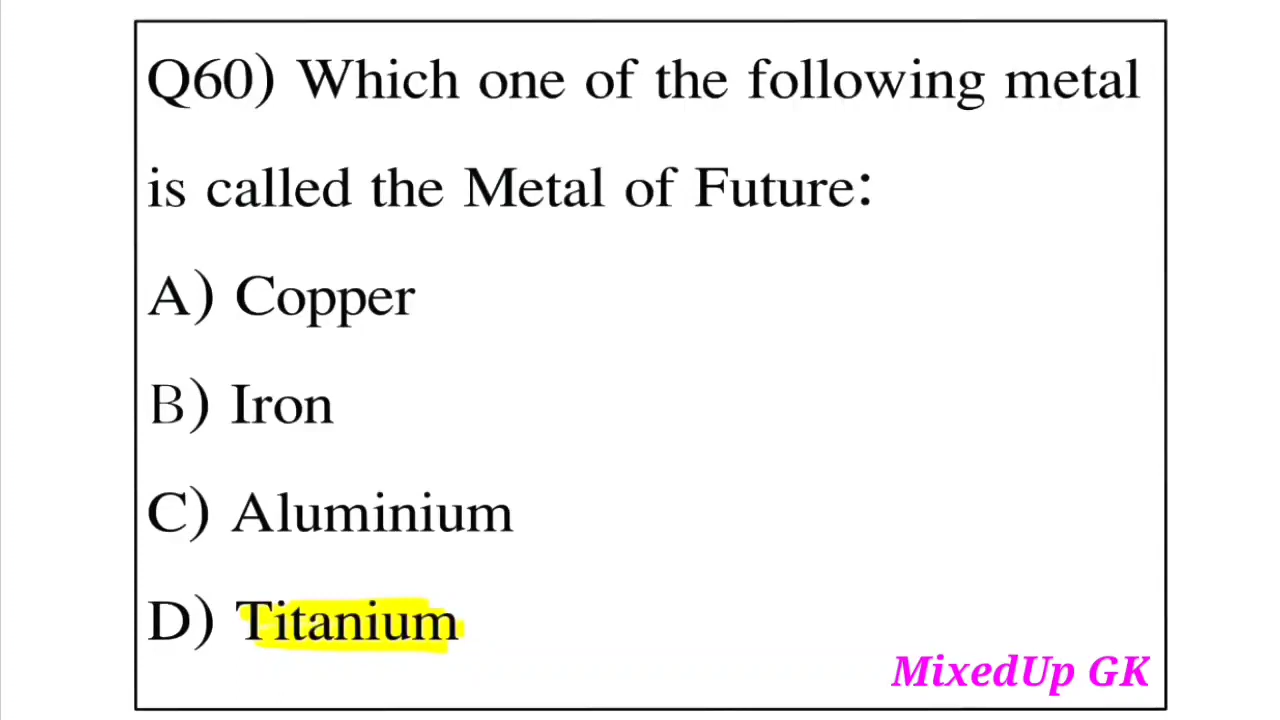 Q60) Which one of the following metal
is called the Metal of Future:
A) Copper
B) Iron
C) Aluminium
D) Titanium
MixedUp GK